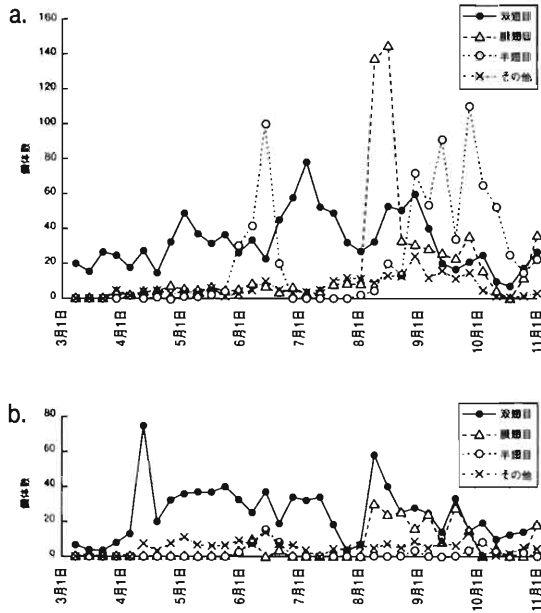 a.
160
140
120
100
80
60
40
20
0
個体数
双翅目
膜翅目
半翅目
その他
3月1日
4月1日
5月1日
6月1日
7月1日
8月1日
9月1日
10月1日
11月1日
b.
80
60
40
20
0
個体数
双翅目
膜翅目
半翅目
その他
3月1日
4月1日
5月1日
6月1日
7月1日
8月1日
9月1日
10月1日
11月1日